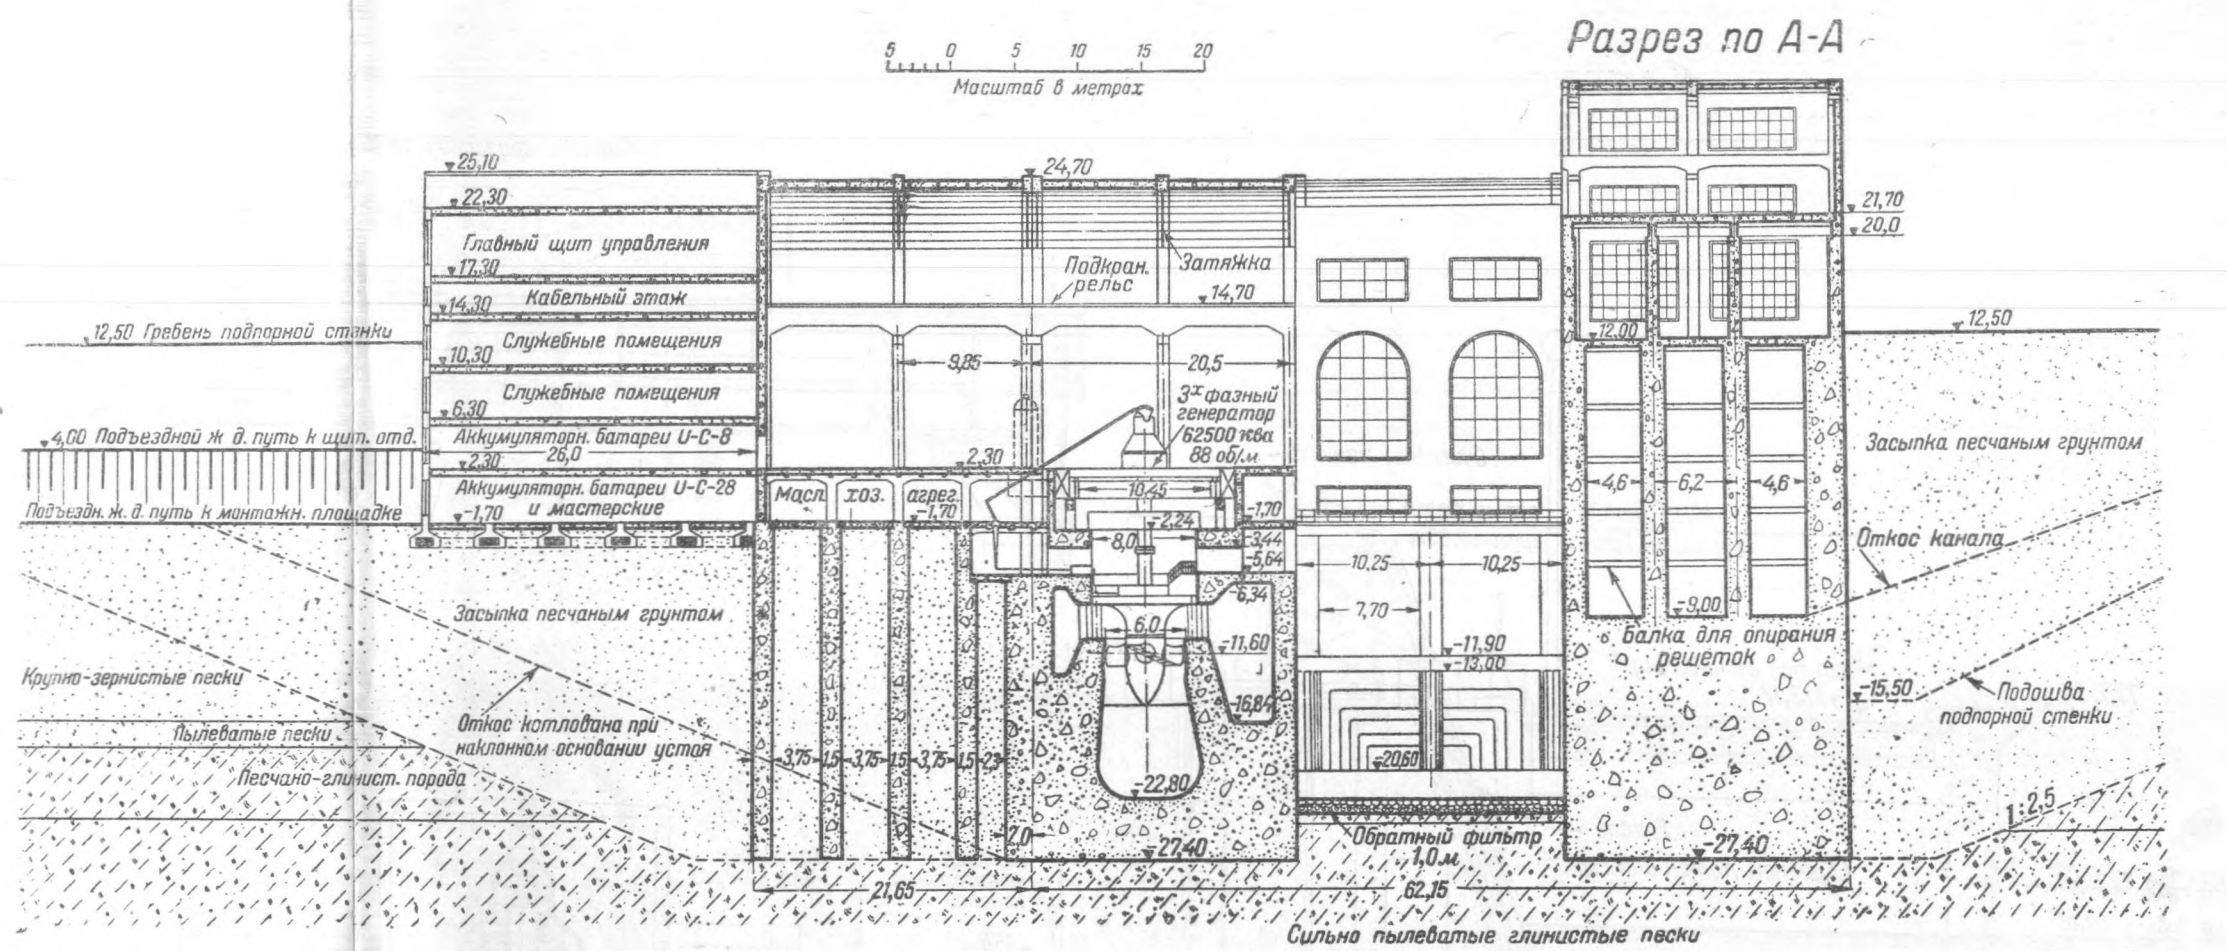 Разрез по А-А
5 0 5 10 15 20
Масштаб в метрах
25,10
24,70
22,30
21,70
20,0
Главный щит управления
17,30
Подкран.
рельс
Затяжка
14,70
14,30
Кабельный этаж
12,50 Гребень подпорной стенки
12,00
12,50
Служебные помещения
10,30
9,85
20,5
Служебные помещения
3х фазный
генератор
62500 ква
88 об/м
6,30
4,00 Подъездной ж д. путь к щит. отд.
Аккумуляторн. батареи U-С-8
26,0
Засыпка песчаным грунтом
2,30
2,30
Аккумуляторн. батареи U-С-28
и мастерские
-1,70
Подъездн. ж. д. путь к монтажн. площадке
Масл.
хоз.
агрег.
-1,70
10,45
-1,70
4,6
6,2
4,6
-2,24
8,0
-3,44
-5,64
-6,34
10,25
10,25
7,70
Откос канала
-9,00
Балка для опирания
решеток
Засыпка песчаным грунтом
6,0
-11,60
-11,90
-13,00
Крупно-зернистые пески
-16,84
-15,50
Подошва
подпорной стенки
Откос котлована при
наклонном основании устоя
Пылеватые пески
Песчано-глинист. порода
3,75 1,5 3,75 1,5 3,75 1,5 2,3
-20,60
-22,80
1:2,5
2,0
Обратный фильтр
1,0 м
-27,40
-27,40
21,65
62,15
Сильно пылеватые глинистые пески